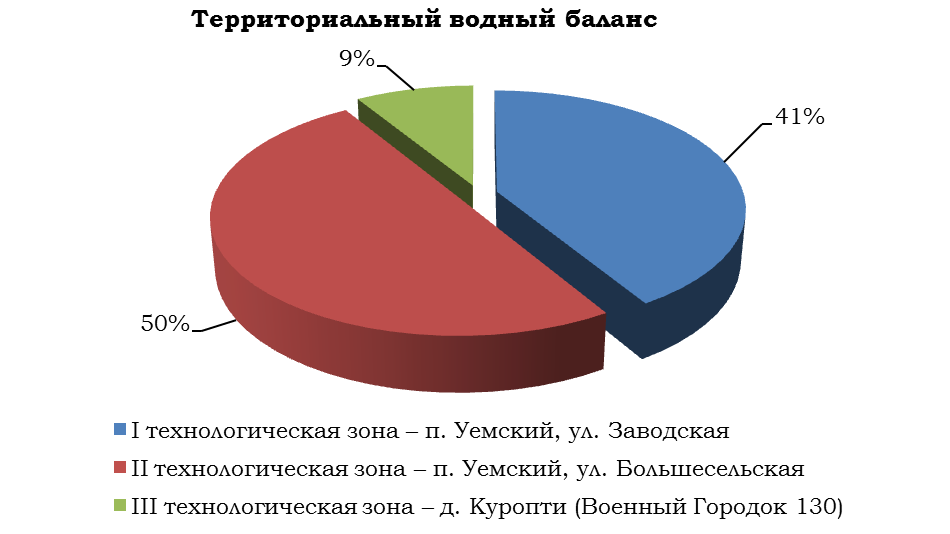 Территориальный водный баланс
9%
41%
50%
I технологическая зона – п. Уемский, ул. Заводская
II технологическая зона – п. Уемский, ул. Большесельская
III технологическая зона – д. Куропти (Военный Городок 130)